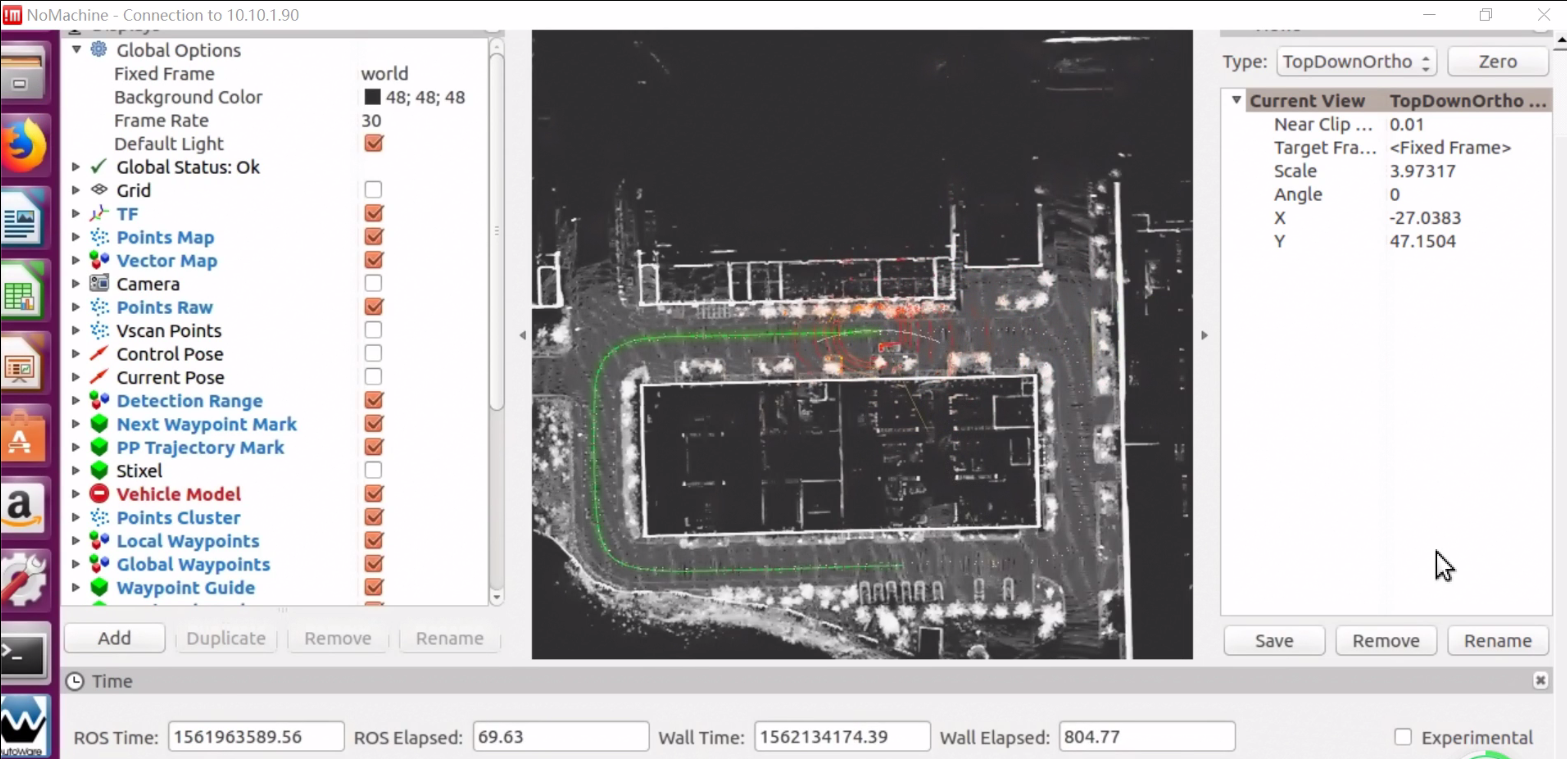 NoMachine - Connection to 10.10.1.90
Global Options
Fixed Frame world
Background Color 48; 48; 48
Frame Rate 30
Default Light
Global Status: Ok
Grid
TF
Points Map
Vector Map
Camera
Points Raw
Vscan Points
Control Pose
Current Pose
Detection Range
Next Waypoint Mark
PP Trajectory Mark
Stixel
Vehicle Model
Points Cluster
Local Waypoints
Global Waypoints
Waypoint Guide
Add Duplicate Remove Rename
Type: TopDownOrtho Zero
Current View TopDownOrtho ...
Near Clip ... 0.01
Target Fra... <Fixed Frame>
Scale 3.97317
Angle 0
X -27.0383
Y 47.1504
Save Remove Rename
Time
ROS Time: 1561963589.56 ROS Elapsed: 69.63 Wall Time: 1562134174.39 Wall Elapsed: 804.77 Experimental